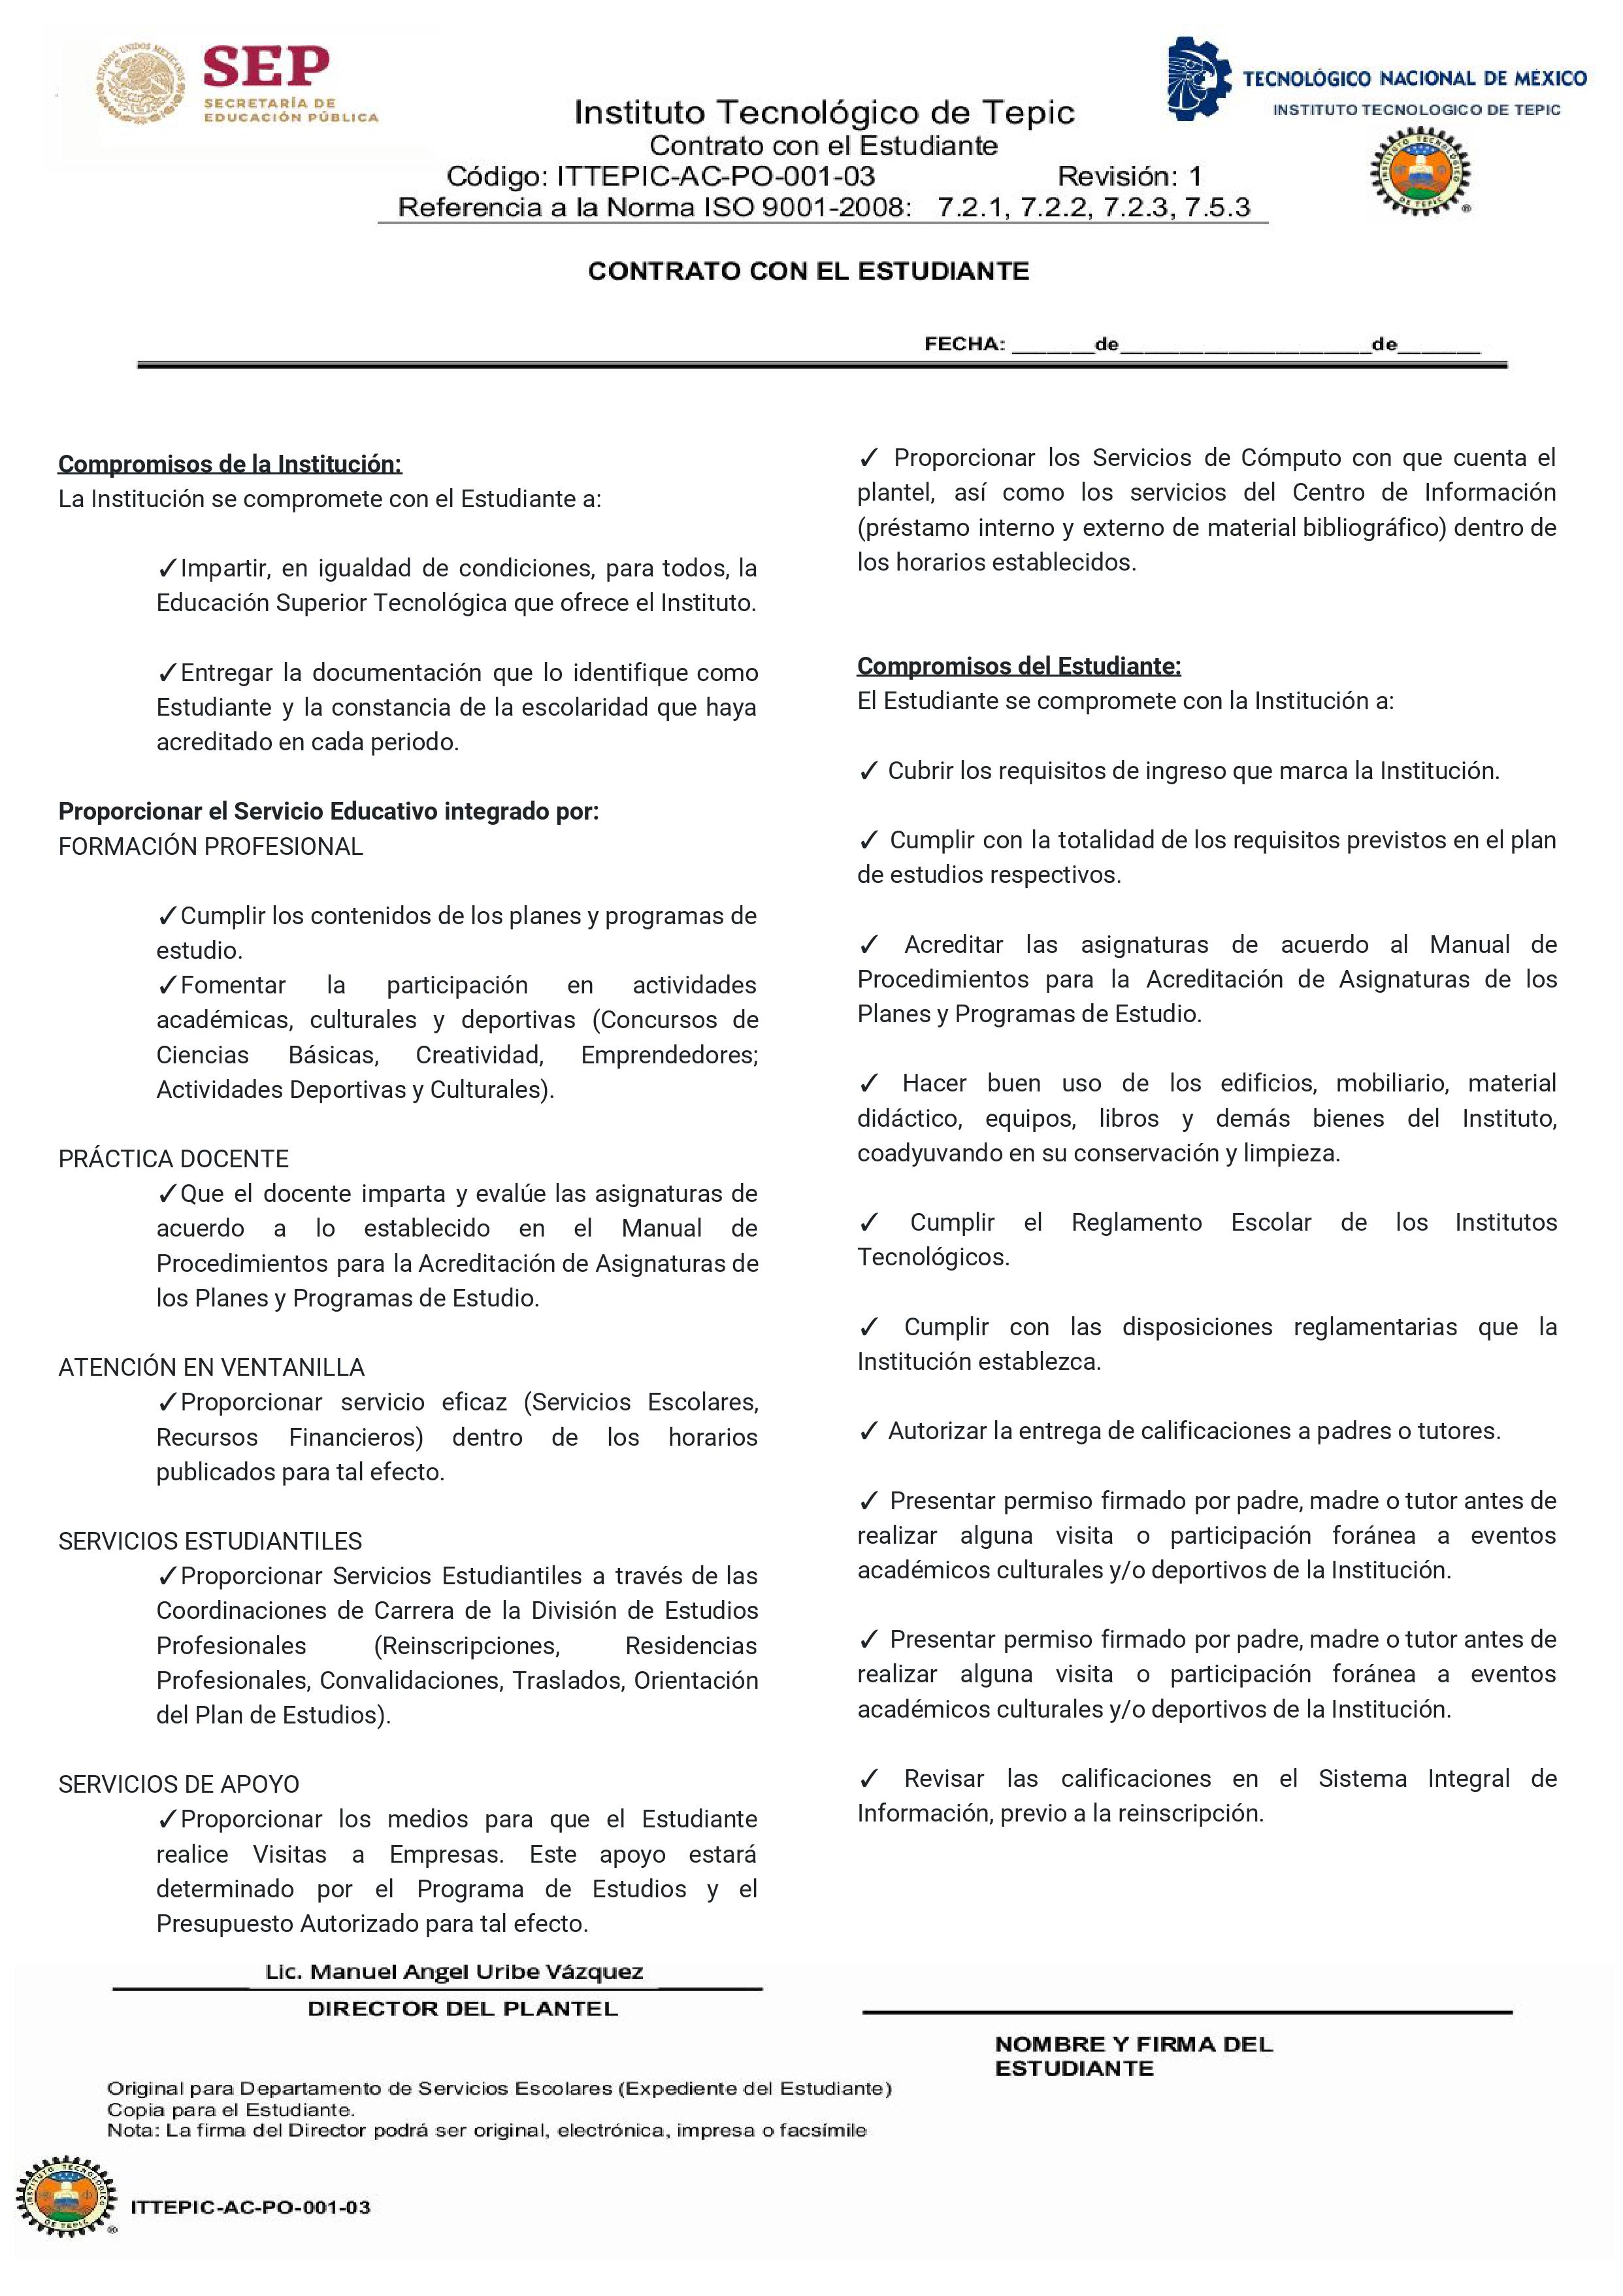 SEP
SECRETARÍA DE
EDUCACIÓN PÚBLICA
TECNOLÓGICO NACIONAL DE MÉXICO
INSTITUTO TECNOLOGICO DE TEPIC
Instituto Tecnológico de Tepic
Contrato con el Estudiante
Código: ITTEPIC-AC-PO-001-03 Revisión: 1
Referencia a la Norma ISO 9001-2008: 7.2.1, 7.2.2, 7.2.3, 7.5.3
CONTRATO CON EL ESTUDIANTE
FECHA: _______de_____________________de_______
Compromisos de la Institución:
La Institución se compromete con el Estudiante a:
✓Impartir, en igualdad de condiciones, para todos, la
Educación Superior Tecnológica que ofrece el Instituto.
✓Entregar la documentación que lo identifique como
Estudiante y la constancia de la escolaridad que haya
acreditado en cada periodo.
Proporcionar el Servicio Educativo integrado por:
FORMACIÓN PROFESIONAL
✓Cumplir los contenidos de los planes y programas de
estudio.
✓Fomentar la participación en actividades
académicas, culturales y deportivas (Concursos de
Ciencias Básicas, Creatividad, Emprendedores;
Actividades Deportivas y Culturales).
PRÁCTICA DOCENTE
✓Que el docente imparta y evalúe las asignaturas de
acuerdo a lo establecido en el Manual de
Procedimientos para la Acreditación de Asignaturas de
los Planes y Programas de Estudio.
ATENCIÓN EN VENTANILLA
✓Proporcionar servicio eficaz (Servicios Escolares,
Recursos Financieros) dentro de los horarios
publicados para tal efecto.
SERVICIOS ESTUDIANTILES
✓Proporcionar Servicios Estudiantiles a través de las
Coordinaciones de Carrera de la División de Estudios
Profesionales (Reinscripciones, Residencias
Profesionales, Convalidaciones, Traslados, Orientación
del Plan de Estudios).
SERVICIOS DE APOYO
✓Proporcionar los medios para que el Estudiante
realice Visitas a Empresas. Este apoyo estará
determinado por el Programa de Estudios y el
Presupuesto Autorizado para tal efecto.
✓ Proporcionar los Servicios de Cómputo con que cuenta el
plantel, así como los servicios del Centro de Información
(préstamo interno y externo de material bibliográfico) dentro de
los horarios establecidos.
Compromisos del Estudiante:
El Estudiante se compromete con la Institución a:
✓ Cubrir los requisitos de ingreso que marca la Institución.
✓ Cumplir con la totalidad de los requisitos previstos en el plan
de estudios respectivos.
✓ Acreditar las asignaturas de acuerdo al Manual de
Procedimientos para la Acreditación de Asignaturas de los
Planes y Programas de Estudio.
✓ Hacer buen uso de los edificios, mobiliario, material
didáctico, equipos, libros y demás bienes del Instituto,
coadyuvando en su conservación y limpieza.
✓ Cumplir el Reglamento Escolar de los Institutos
Tecnológicos.
✓ Cumplir con las disposiciones reglamentarias que la
Institución establezca.
✓ Autorizar la entrega de calificaciones a padres o tutores.
✓ Presentar permiso firmado por padre, madre o tutor antes de
realizar alguna visita o participación foránea a eventos
académicos culturales y/o deportivos de la Institución.
✓ Presentar permiso firmado por padre, madre o tutor antes de
realizar alguna visita o participación foránea a eventos
académicos culturales y/o deportivos de la Institución.
✓ Revisar las calificaciones en el Sistema Integral de
Información, previo a la reinscripción.
Lic. Manuel Angel Uribe Vázquez
DIRECTOR DEL PLANTEL
NOMBRE Y FIRMA DEL
ESTUDIANTE
Original para Departamento de Servicios Escolares (Expediente del Estudiante)
Copia para el Estudiante.
Nota: La firma del Director podrá ser original, electrónica, impresa o facsímile
ITTEPIC-AC-PO-001-03